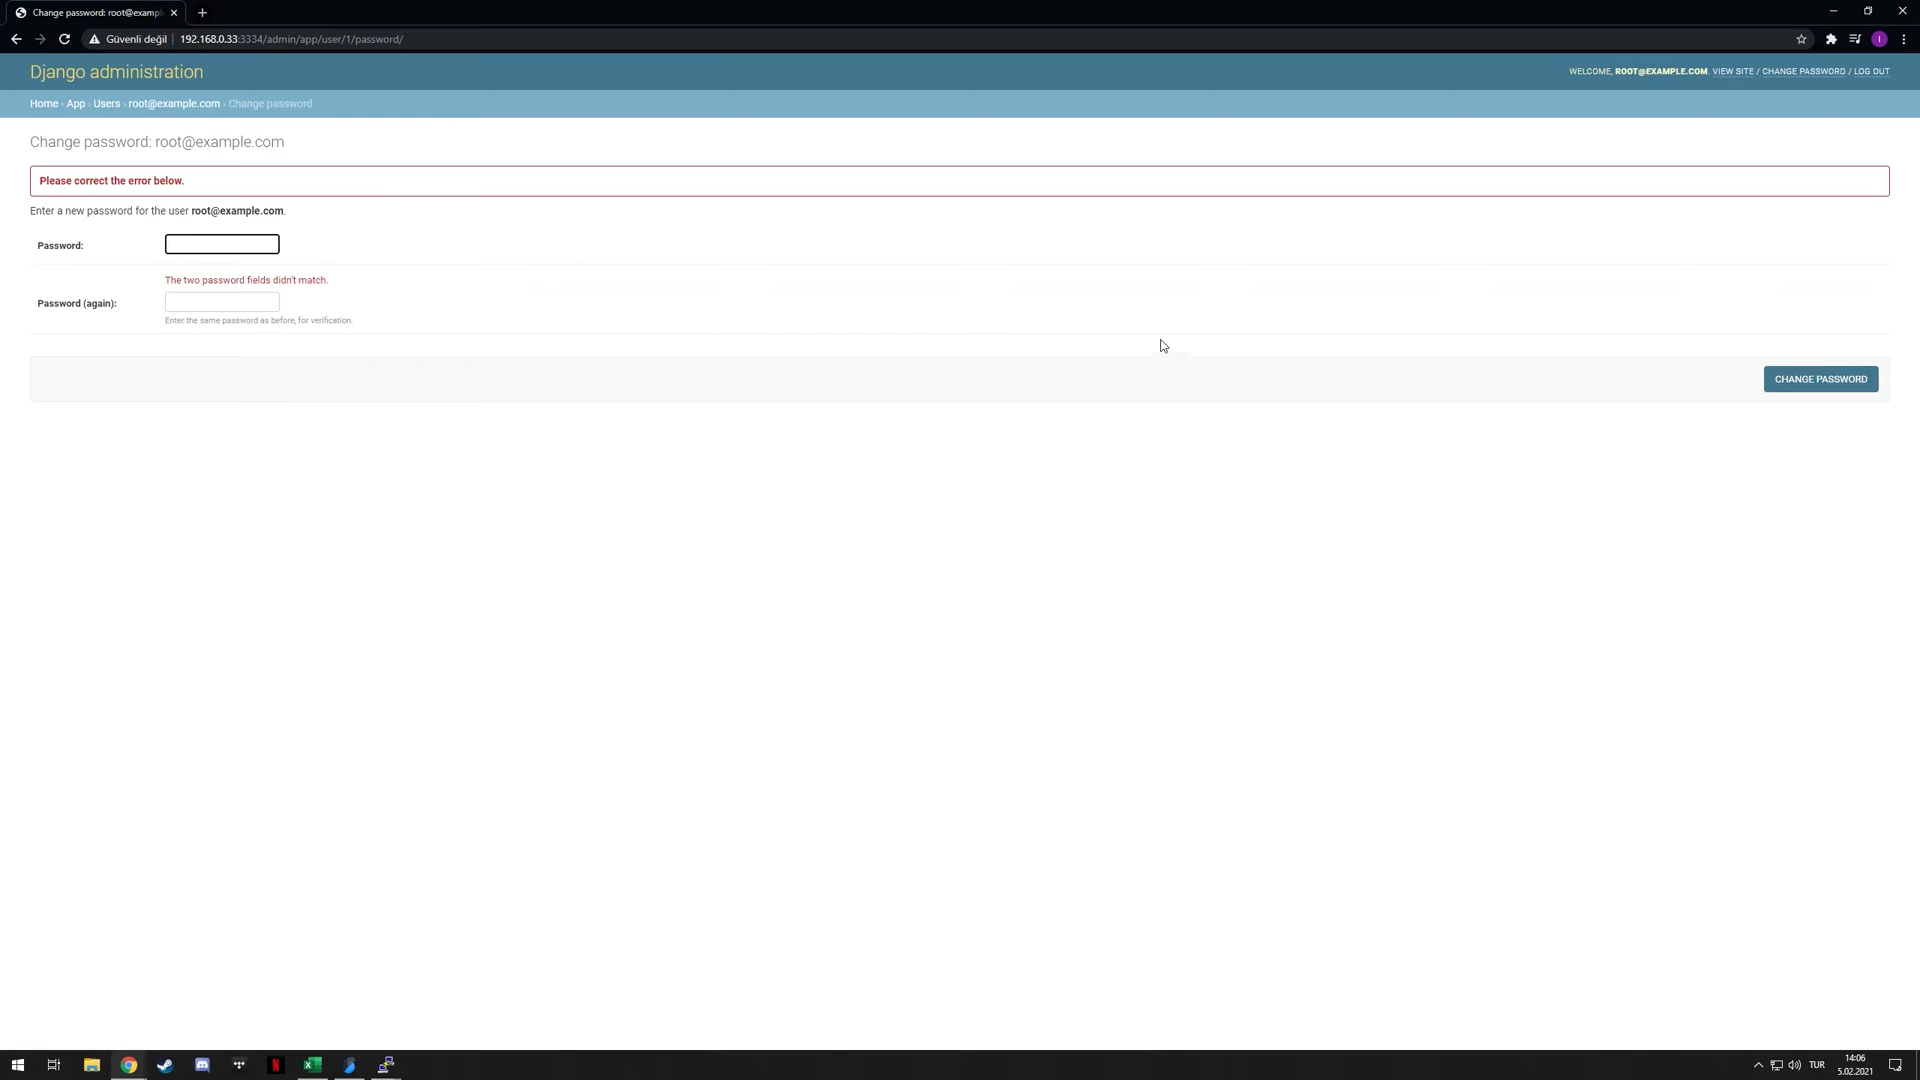 Change password: root@exampl
Güvenli değil
192.168.0.33:3334/admin/app/user/1/password/
I
Django administration
WELCOME, ROOT@EXAMPLE.COM. VIEW SITE / CHANGE PASSWORD / LOG OUT
Home › App › Users › root@example.com › Change password
Change password: root@example.com
Please correct the error below.
Enter a new password for the user root@example.com.
Password:
The two password fields didn't match.
Password (again):
Enter the same password as before, for verification.
CHANGE PASSWORD
N
X
TUR
14:06
5.02.2021